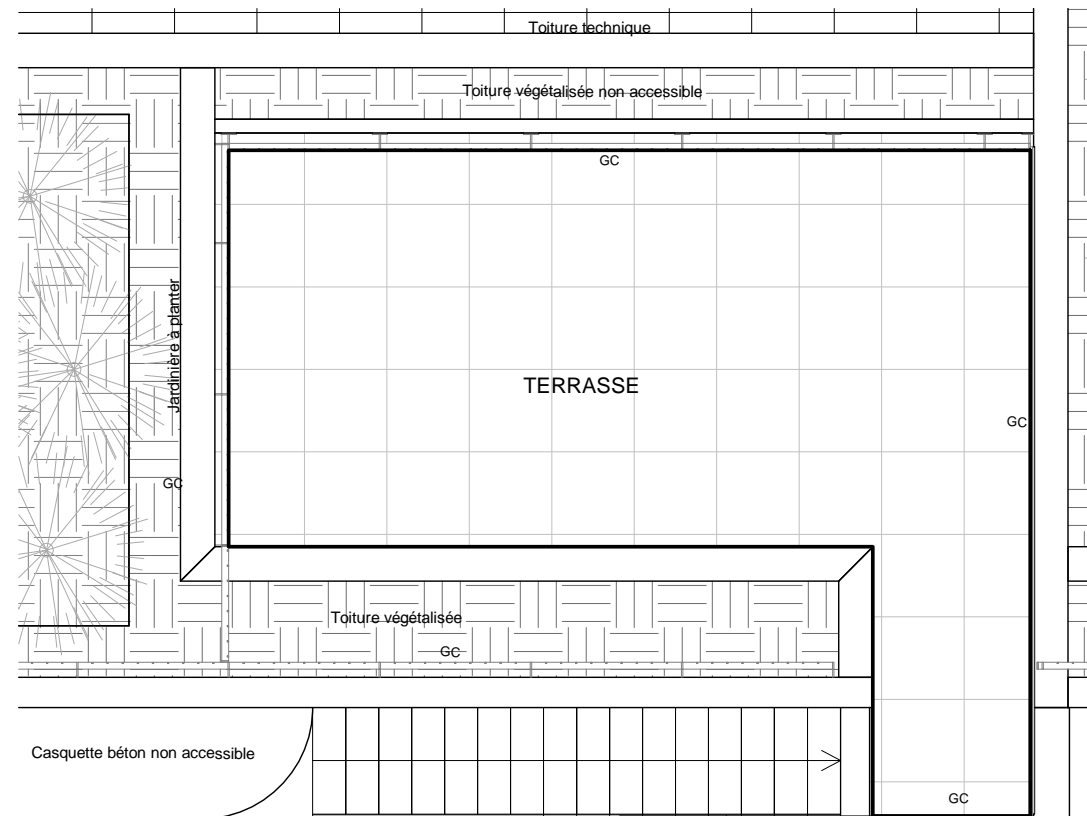 Toiture technique
Toiture végétalisée non accessible
GC
Jardinière à planter
TERRASSE
GC
GC
Toiture végétalisée
GC
Casquette béton non accessible
GC